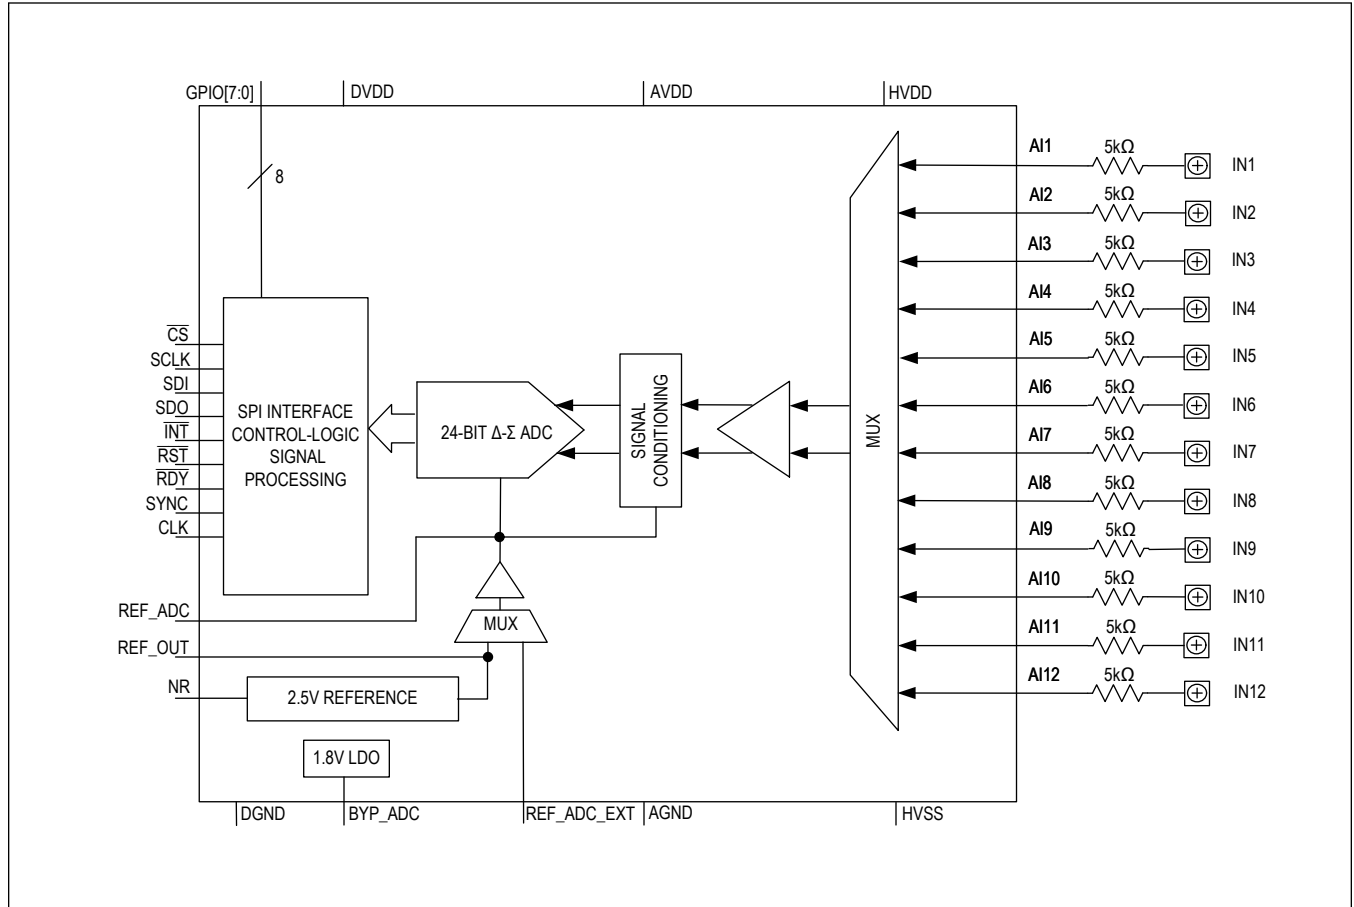 GPIO[7:0]
DVDD
AVDD
HVDD
8
AI1
5kΩ
IN1
AI2
5kΩ
IN2
AI3
5kΩ
IN3
AI4
5kΩ
IN4
AI5
5kΩ
IN5
AI6
5kΩ
IN6
AI7
5kΩ
IN7
AI8
5kΩ
IN8
AI9
5kΩ
IN9
AI10
5kΩ
IN10
AI11
5kΩ
IN11
AI12
5kΩ
IN12
CS
SCLK
SDI
SDO
INT
RST
RDY
SYNC
CLK
SPI INTERFACE
CONTROL-LOGIC
SIGNAL
PROCESSING
24-BIT Δ-Σ ADC
SIGNAL
CONDITIONING
MUX
REF_ADC
REF_OUT
NR
MUX
2.5V REFERENCE
1.8V LDO
DGND
BYP_ADC
REF_ADC_EXT
AGND
HVSS